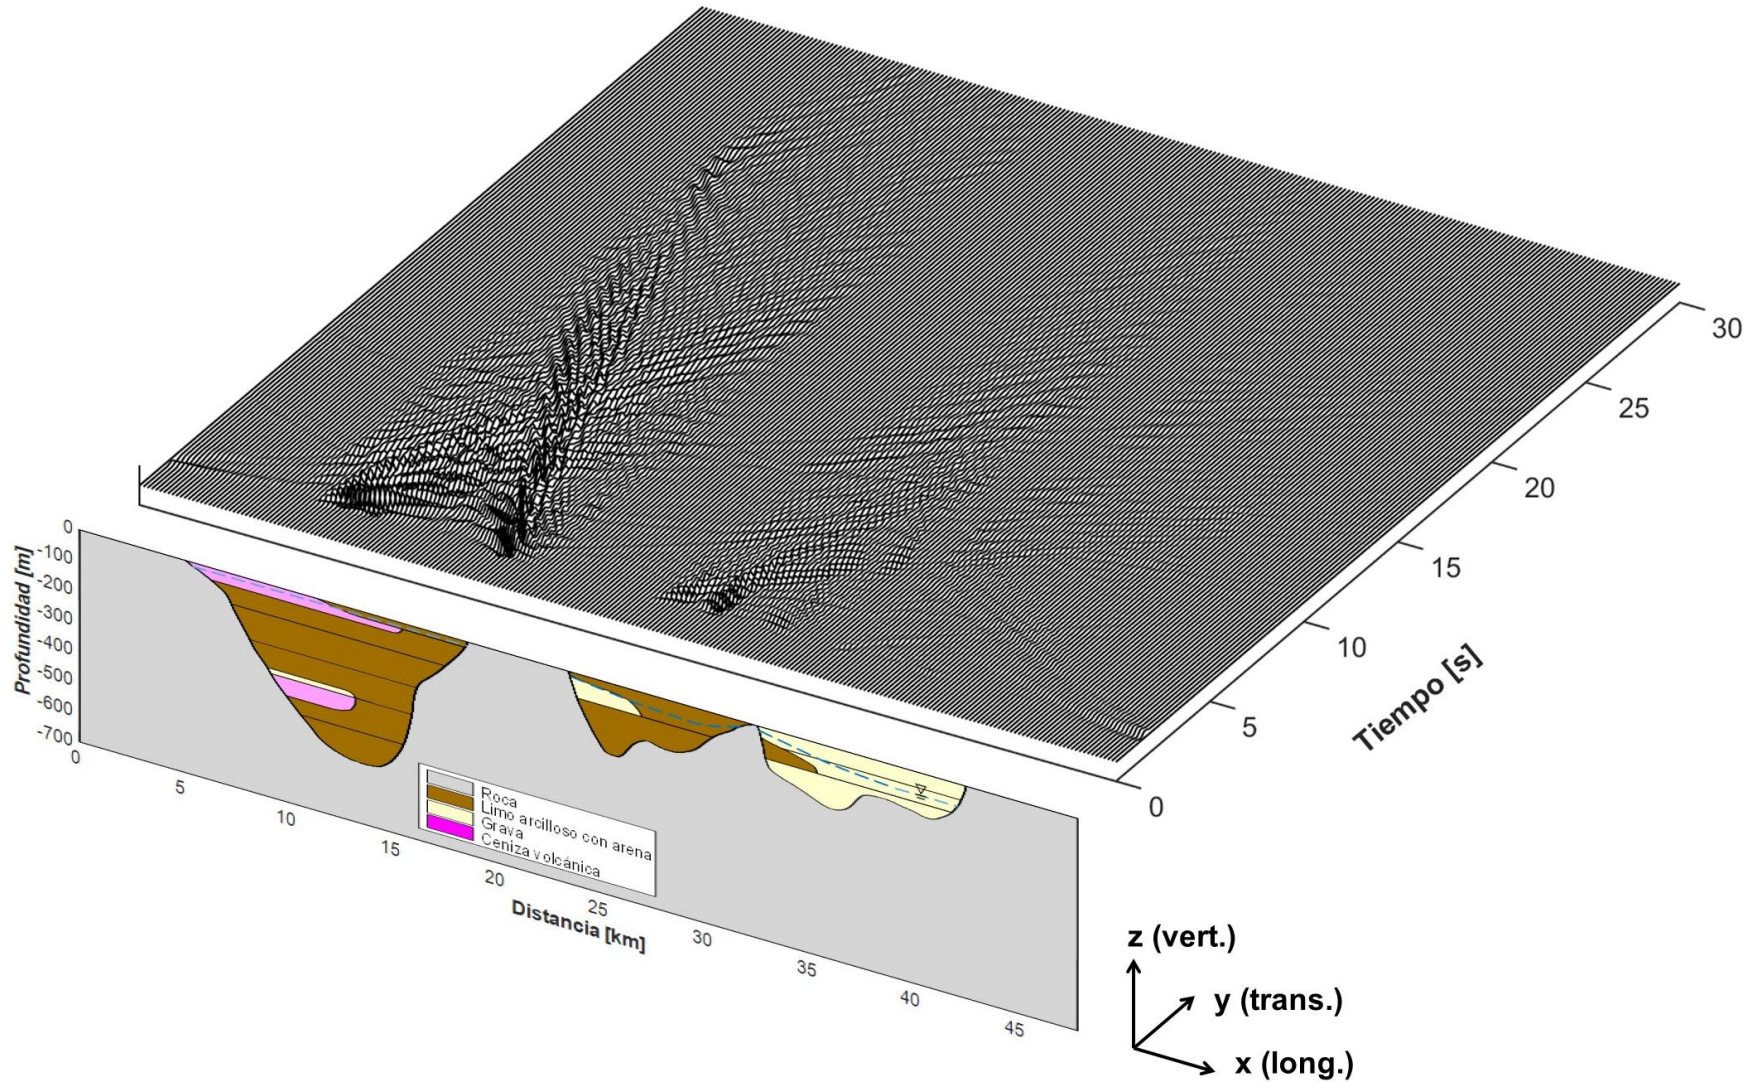 30
25
20
15
10
5
0
Tiempo [s]
0
-100
-200
-300
-400
-500
-600
-700
Profundidad [m]
0
5
10
15
20
25
30
35
40
45
Distancia [km]
Roca
Limo arcilloso con arena
Grava
Ceniza volcánica
z (vert.)
y (trans.)
x (long.)